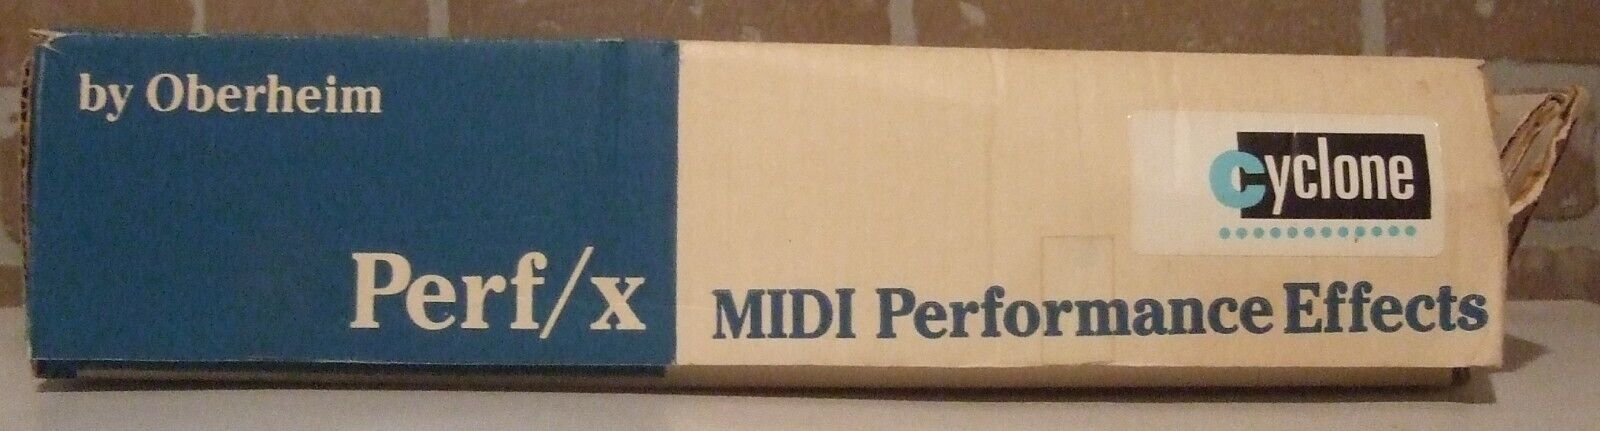 by Oberheim
Perf/x
MIDI Performance Effects
cyclone